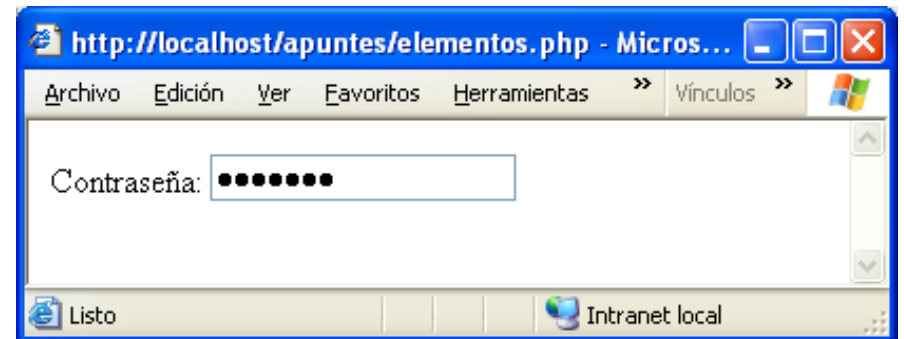 http://localhost/apuntes/elementos.php - Micros...
Archivo Edición Ver Favoritos Herramientas » Vínculos »
Contraseña: •••••••
Listo Intranet local